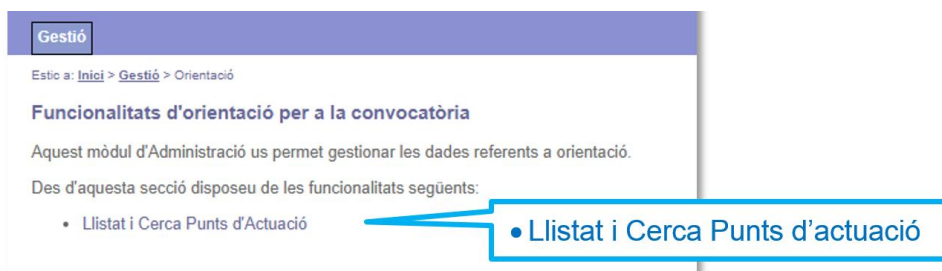 Gestió
Estic a: Inici > Gestió > Orientació
Funcionalitats d'orientació per a la convocatòria
Aquest mòdul d'Administració us permet gestionar les dades referents a orientació.
Des d'aquesta secció disposeu de les funcionalitats següents:
• Llistat i Cerca Punts d'Actuació
• Llistat i Cerca Punts d’actuació